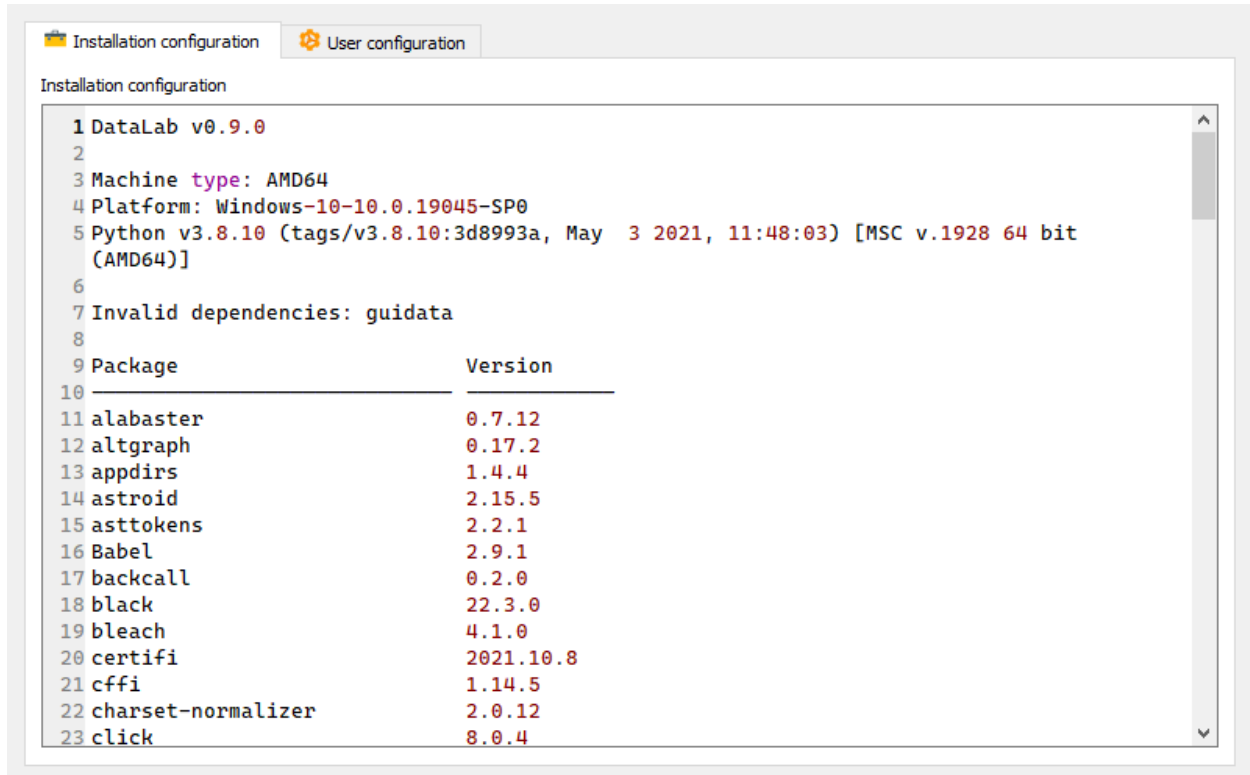 Installation configuration User configuration
Installation configuration
1 DataLab v0.9.0
2
3 Machine type: AMD64
4 Platform: Windows-10-10.0.19045-SP0
5 Python v3.8.10 (tags/v3.8.10:3d8993a, May  3 2021, 11:48:03) [MSC v.1928 64 bit
(AMD64)]
6
7 Invalid dependencies: guidata
8
9 Package Version
10
11 alabaster 0.7.12
12 altgraph 0.17.2
13 appdirs 1.4.4
14 astroid 2.15.5
15 asttokens 2.2.1
16 Babel 2.9.1
17 backcall 0.2.0
18 black 22.3.0
19 bleach 4.1.0
20 certifi 2021.10.8
21 cffi 1.14.5
22 charset-normalizer 2.0.12
23 click 8.0.4